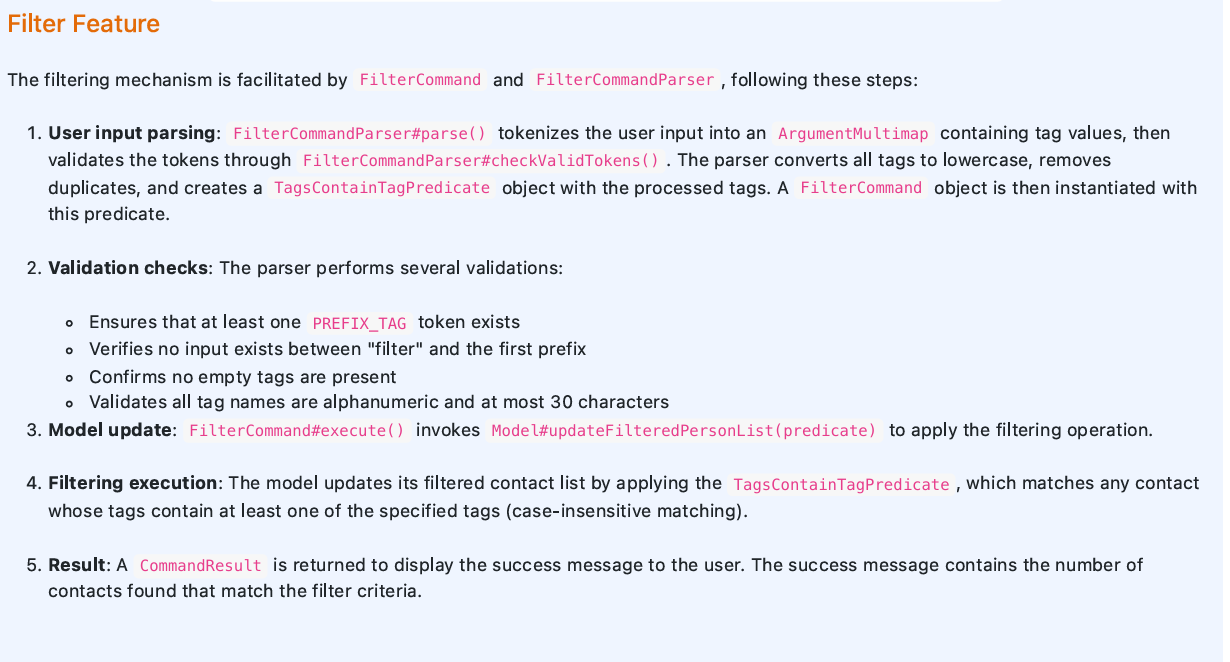 Filter Feature
The filtering mechanism is facilitated by FilterCommand and FilterCommandParser, following these steps:
1. User input parsing: FilterCommandParser#parse() tokenizes the user input into an ArgumentMultimap containing tag values, then
validates the tokens through FilterCommandParser#checkValidTokens(). The parser converts all tags to lowercase, removes
duplicates, and creates a TagsContainTagPredicate object with the processed tags. A FilterCommand object is then instantiated with
this predicate.
2. Validation checks: The parser performs several validations:
∘ Ensures that at least one PREFIX_TAG token exists
∘ Verifies no input exists between "filter" and the first prefix
∘ Confirms no empty tags are present
∘ Validates all tag names are alphanumeric and at most 30 characters
3. Model update: FilterCommand#execute() invokes Model#updateFilteredPersonList(predicate) to apply the filtering operation.
4. Filtering execution: The model updates its filtered contact list by applying the TagsContainTagPredicate, which matches any contact
whose tags contain at least one of the specified tags (case-insensitive matching).
5. Result: A CommandResult is returned to display the success message to the user. The success message contains the number of
contacts found that match the filter criteria.